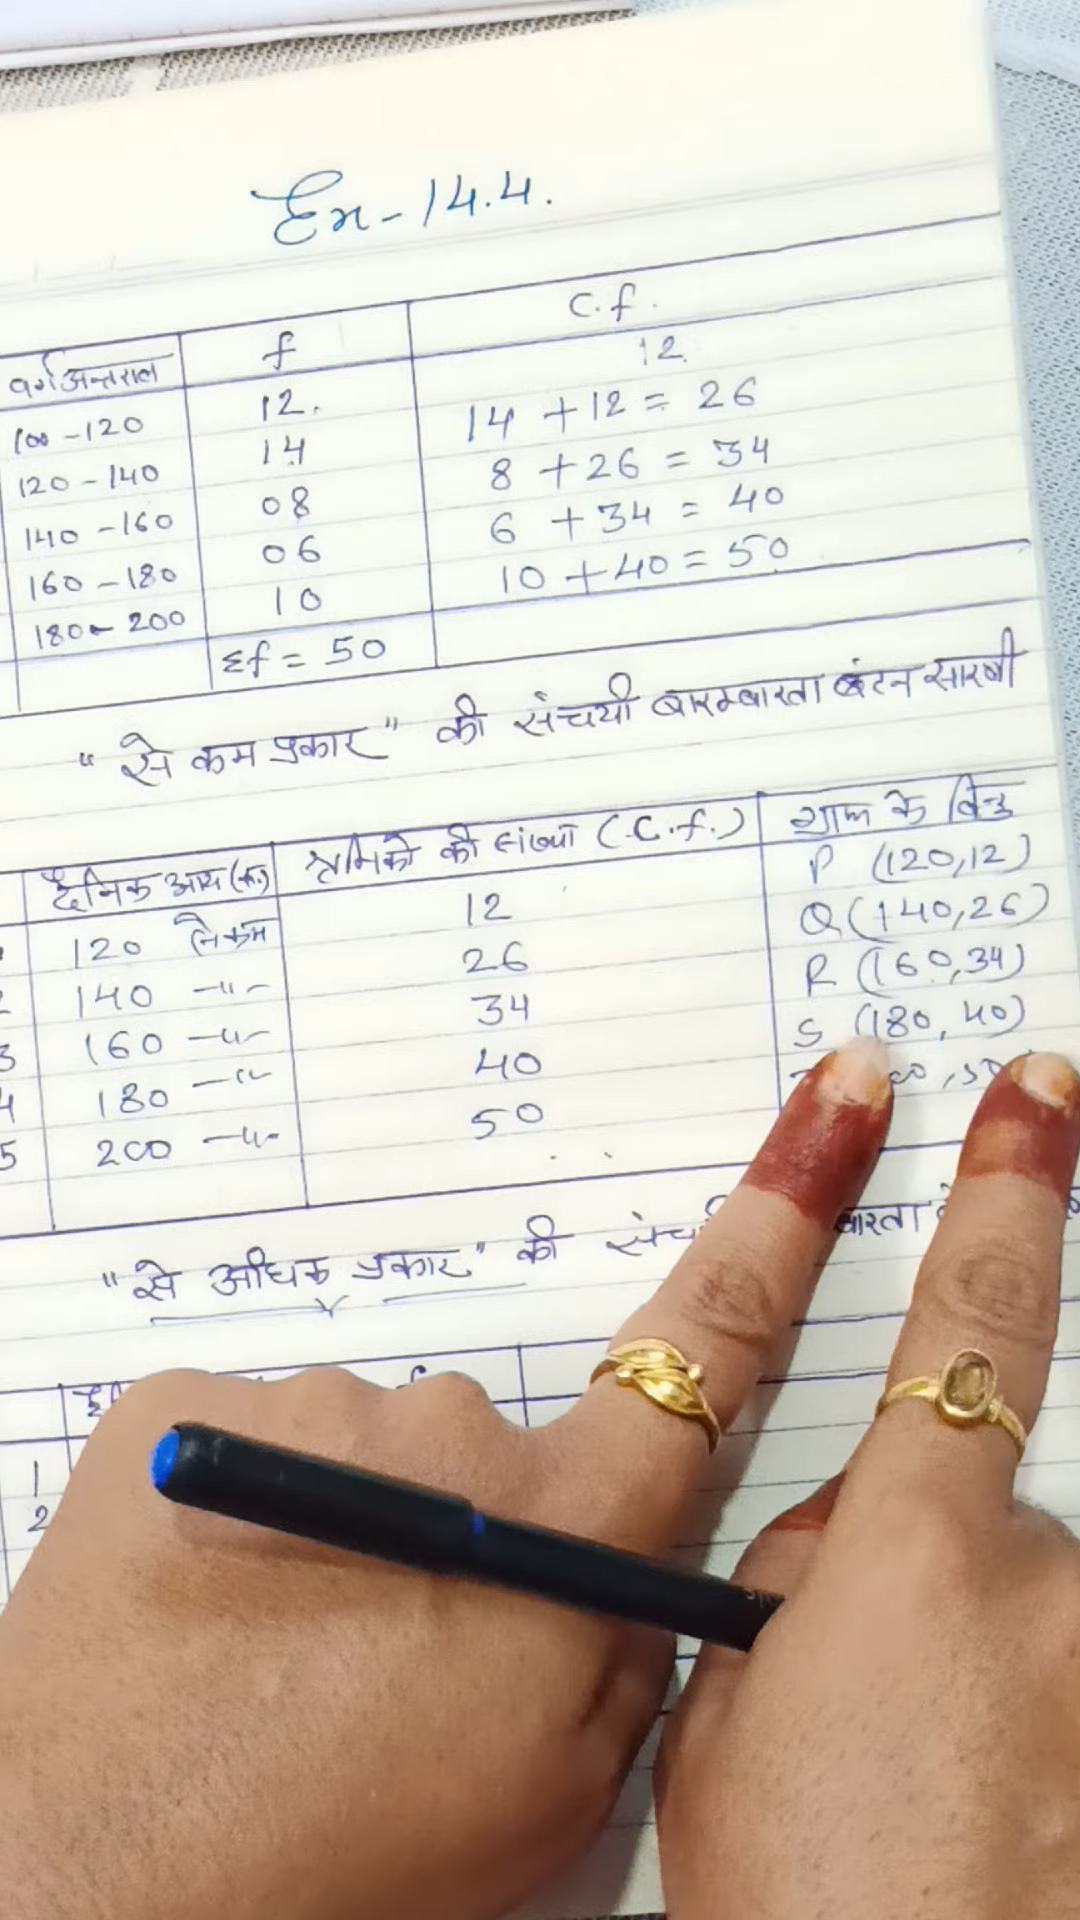 Ex-14.4.
वर्गअन्तराल f C.f.
100-120 12. 12.
120-140 14 14 + 12 = 26
140-160 08 8 + 26 = 34
160-180 06 6 + 34 = 40
180-200 10 10 + 40 = 50
Σf = 50
"से कम प्रकार" की संचयी बारम्बारता बंटन सारणी
दैनिक आय (रू.) श्रमिको की संख्या (C.f.) ग्राफ के बिन्दु
120 से कम 12 P (120,12)
2 140 -"- 26 Q (140,26)
3 160 -"- 34 R (160,34)
4 180 -"- 40 S (180,40)
5 200 -"- 50
"से अधिक प्रकार" की
1
2